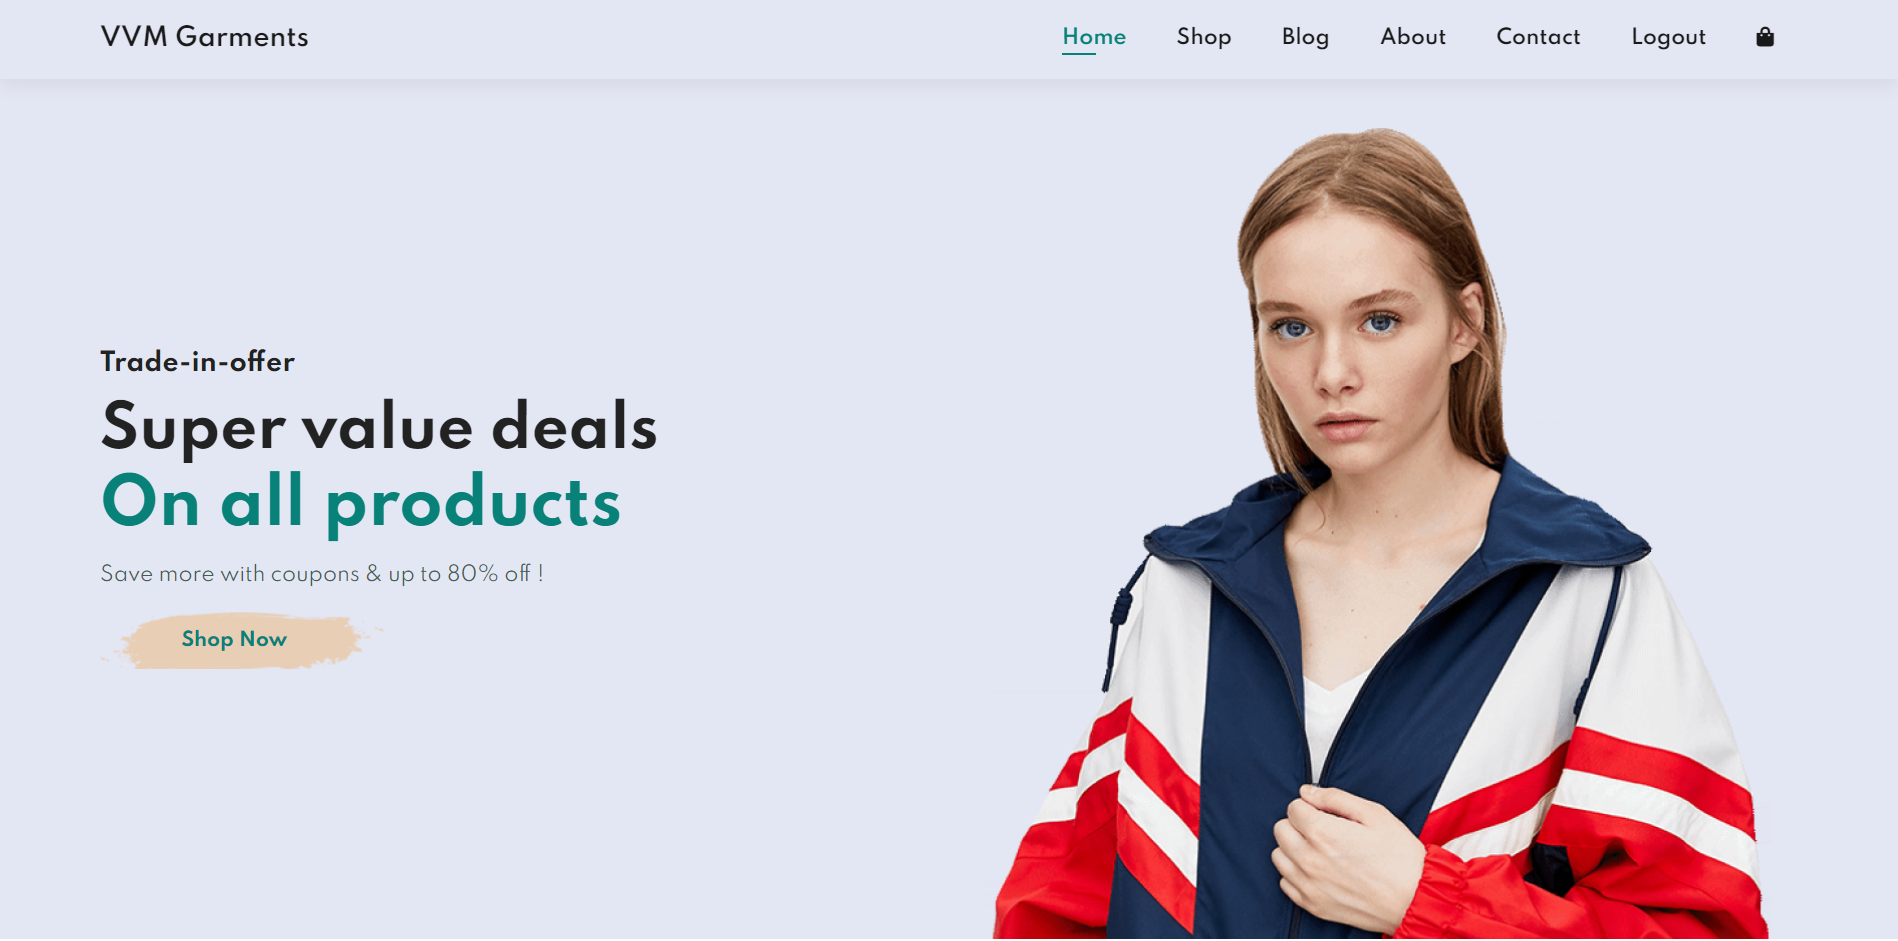 VVM Garments
Home Shop Blog About Contact Logout
Trade-in-offer
Super value deals
On all products
Save more with coupons & up to 80% off !
Shop Now